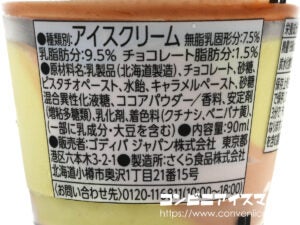 ●種類別:アイスクリーム 無脂乳固形分:7.5%
乳脂肪分:9.5% チョコレート脂肪分:1.5%
●原材料名:乳製品(北海道製造)、チョコレート、砂糖、
ピスタチオペースト、水飴、キャラメルペースト、砂糖
混合異性化液糖、ココアパウダー/香料、安定剤
(増粘多糖類)、乳化剤、着色料(クチナシ、ベニバナ黄)、
(一部に乳成分・大豆を含む) ●内容量:90ml
●販売者:ゴディバ ジャパン株式会社 東京都
港区六本木3-2-1 ●製造所:さくら食品株式会社
北海道小樽市奥沢1丁目21番15号
(お問い合わせ先)0120-116811(10:00~18:00)
コンビニアイスマ
https://www.conveniic